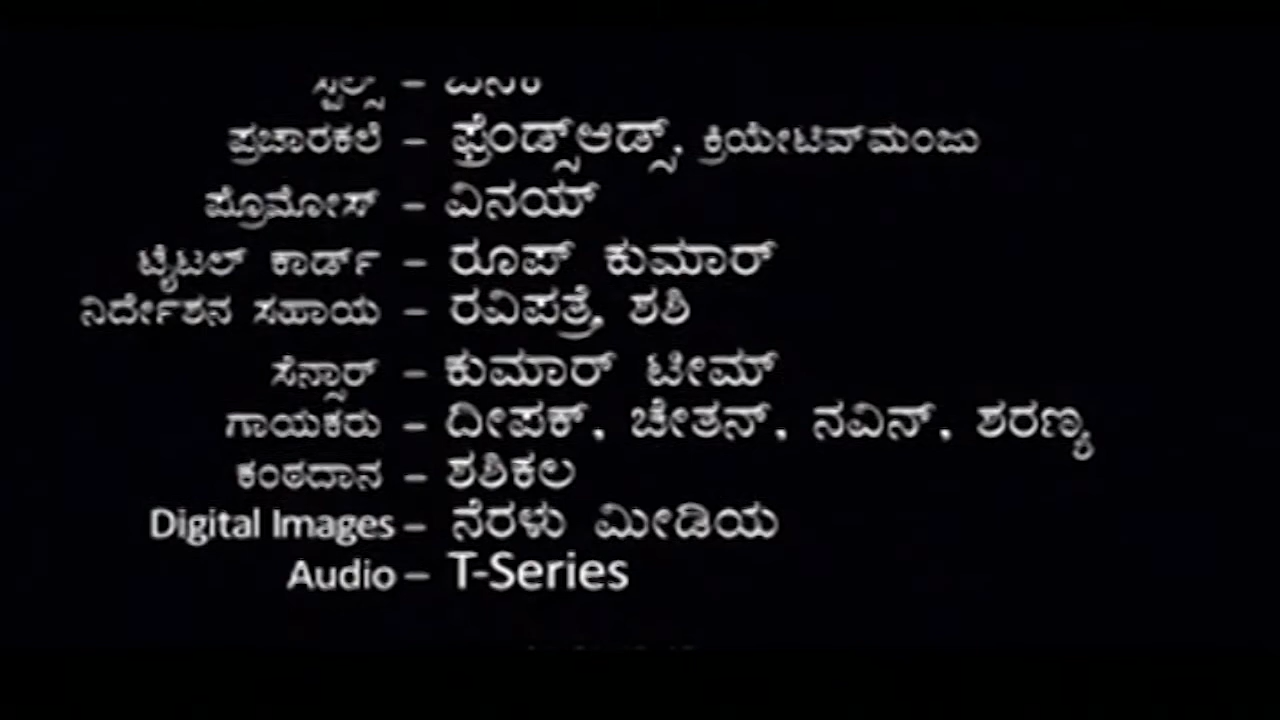 ಸ್ಟಿಲ್ಸ್ –
ಪ್ರಚಾರಕಲೆ – ಫ್ರೆಂಡ್ಸ್‌ಆಡ್ಸ್, ಕ್ರಿಯೇಟಿವ್‌ಮಂಜು
ಪ್ರೊಮೋಸ್ – ವಿನಯ್
ಟೈಟಲ್ ಕಾರ್ಡ್ – ರೂಪ್ ಕುಮಾರ್
ನಿರ್ದೇಶನ ಸಹಾಯ – ರವಿಪತ್ರೆ, ಶಶಿ
ಸೆನ್ಸಾರ್ – ಕುಮಾರ್ ಟೀಮ್
ಗಾಯಕರು – ದೀಪಕ್, ಚೇತನ್, ನವಿನ್, ಶರಣ್ಯ
ಕಂಠದಾನ – ಶಶಿಕಲ
Digital Images – ನೆರಳು ಮೀಡಿಯ
Audio – T-Series